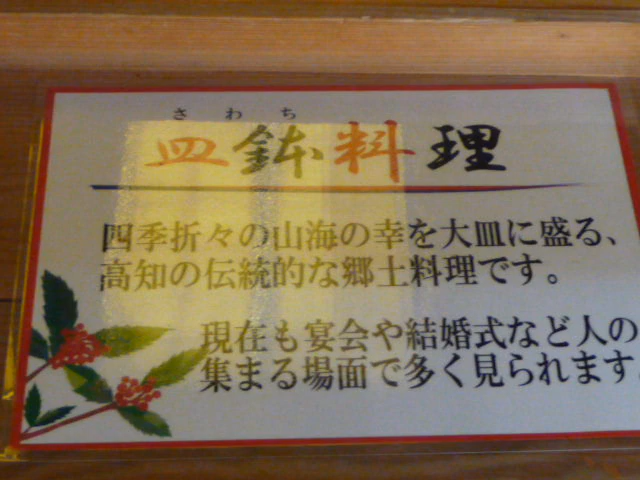 さわち
皿鉢料理
四季折々の山海の幸を大皿に盛る、
高知の伝統的な郷土料理です。
現在も宴会や結婚式など人の
集まる場面で多く見られます。